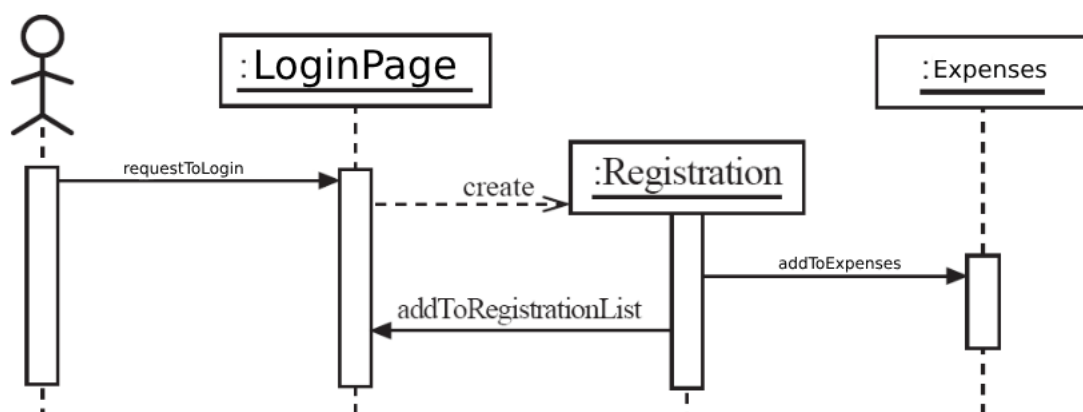 :LoginPage
:Expenses
requestToLogin
create
:Registration
addToExpenses
addToRegistrationList